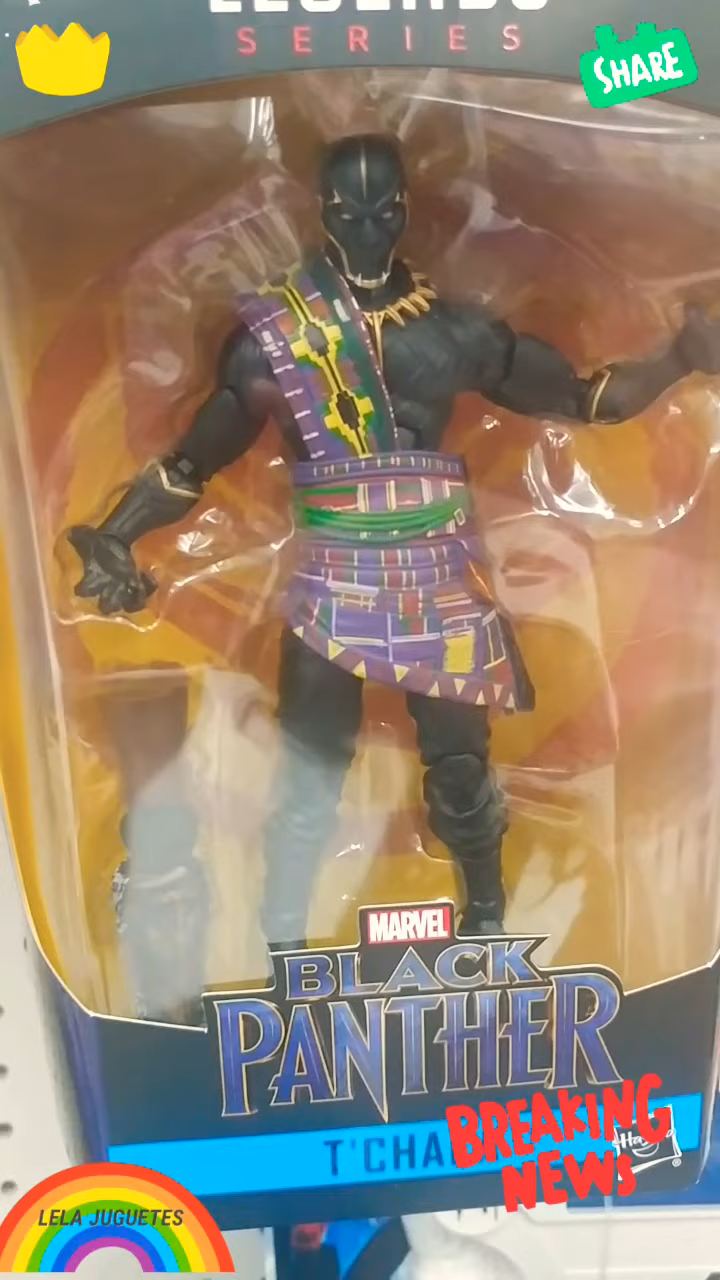 SERIES
SHARE
MARVEL
BLACK
PANTHER
T'CHA
BREAKING
NEWS
LELA JUGUETES